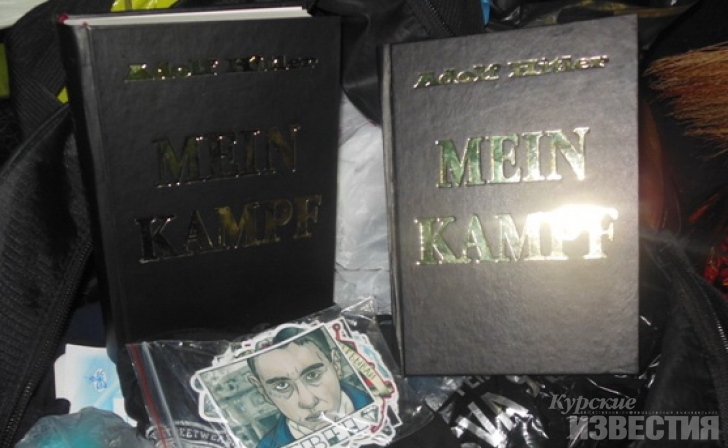 Adolf Hitler
MEIN
KAMPF
Adolf Hitler
MEIN
KAMPF
Курские
ИЗВЕСТИЯ